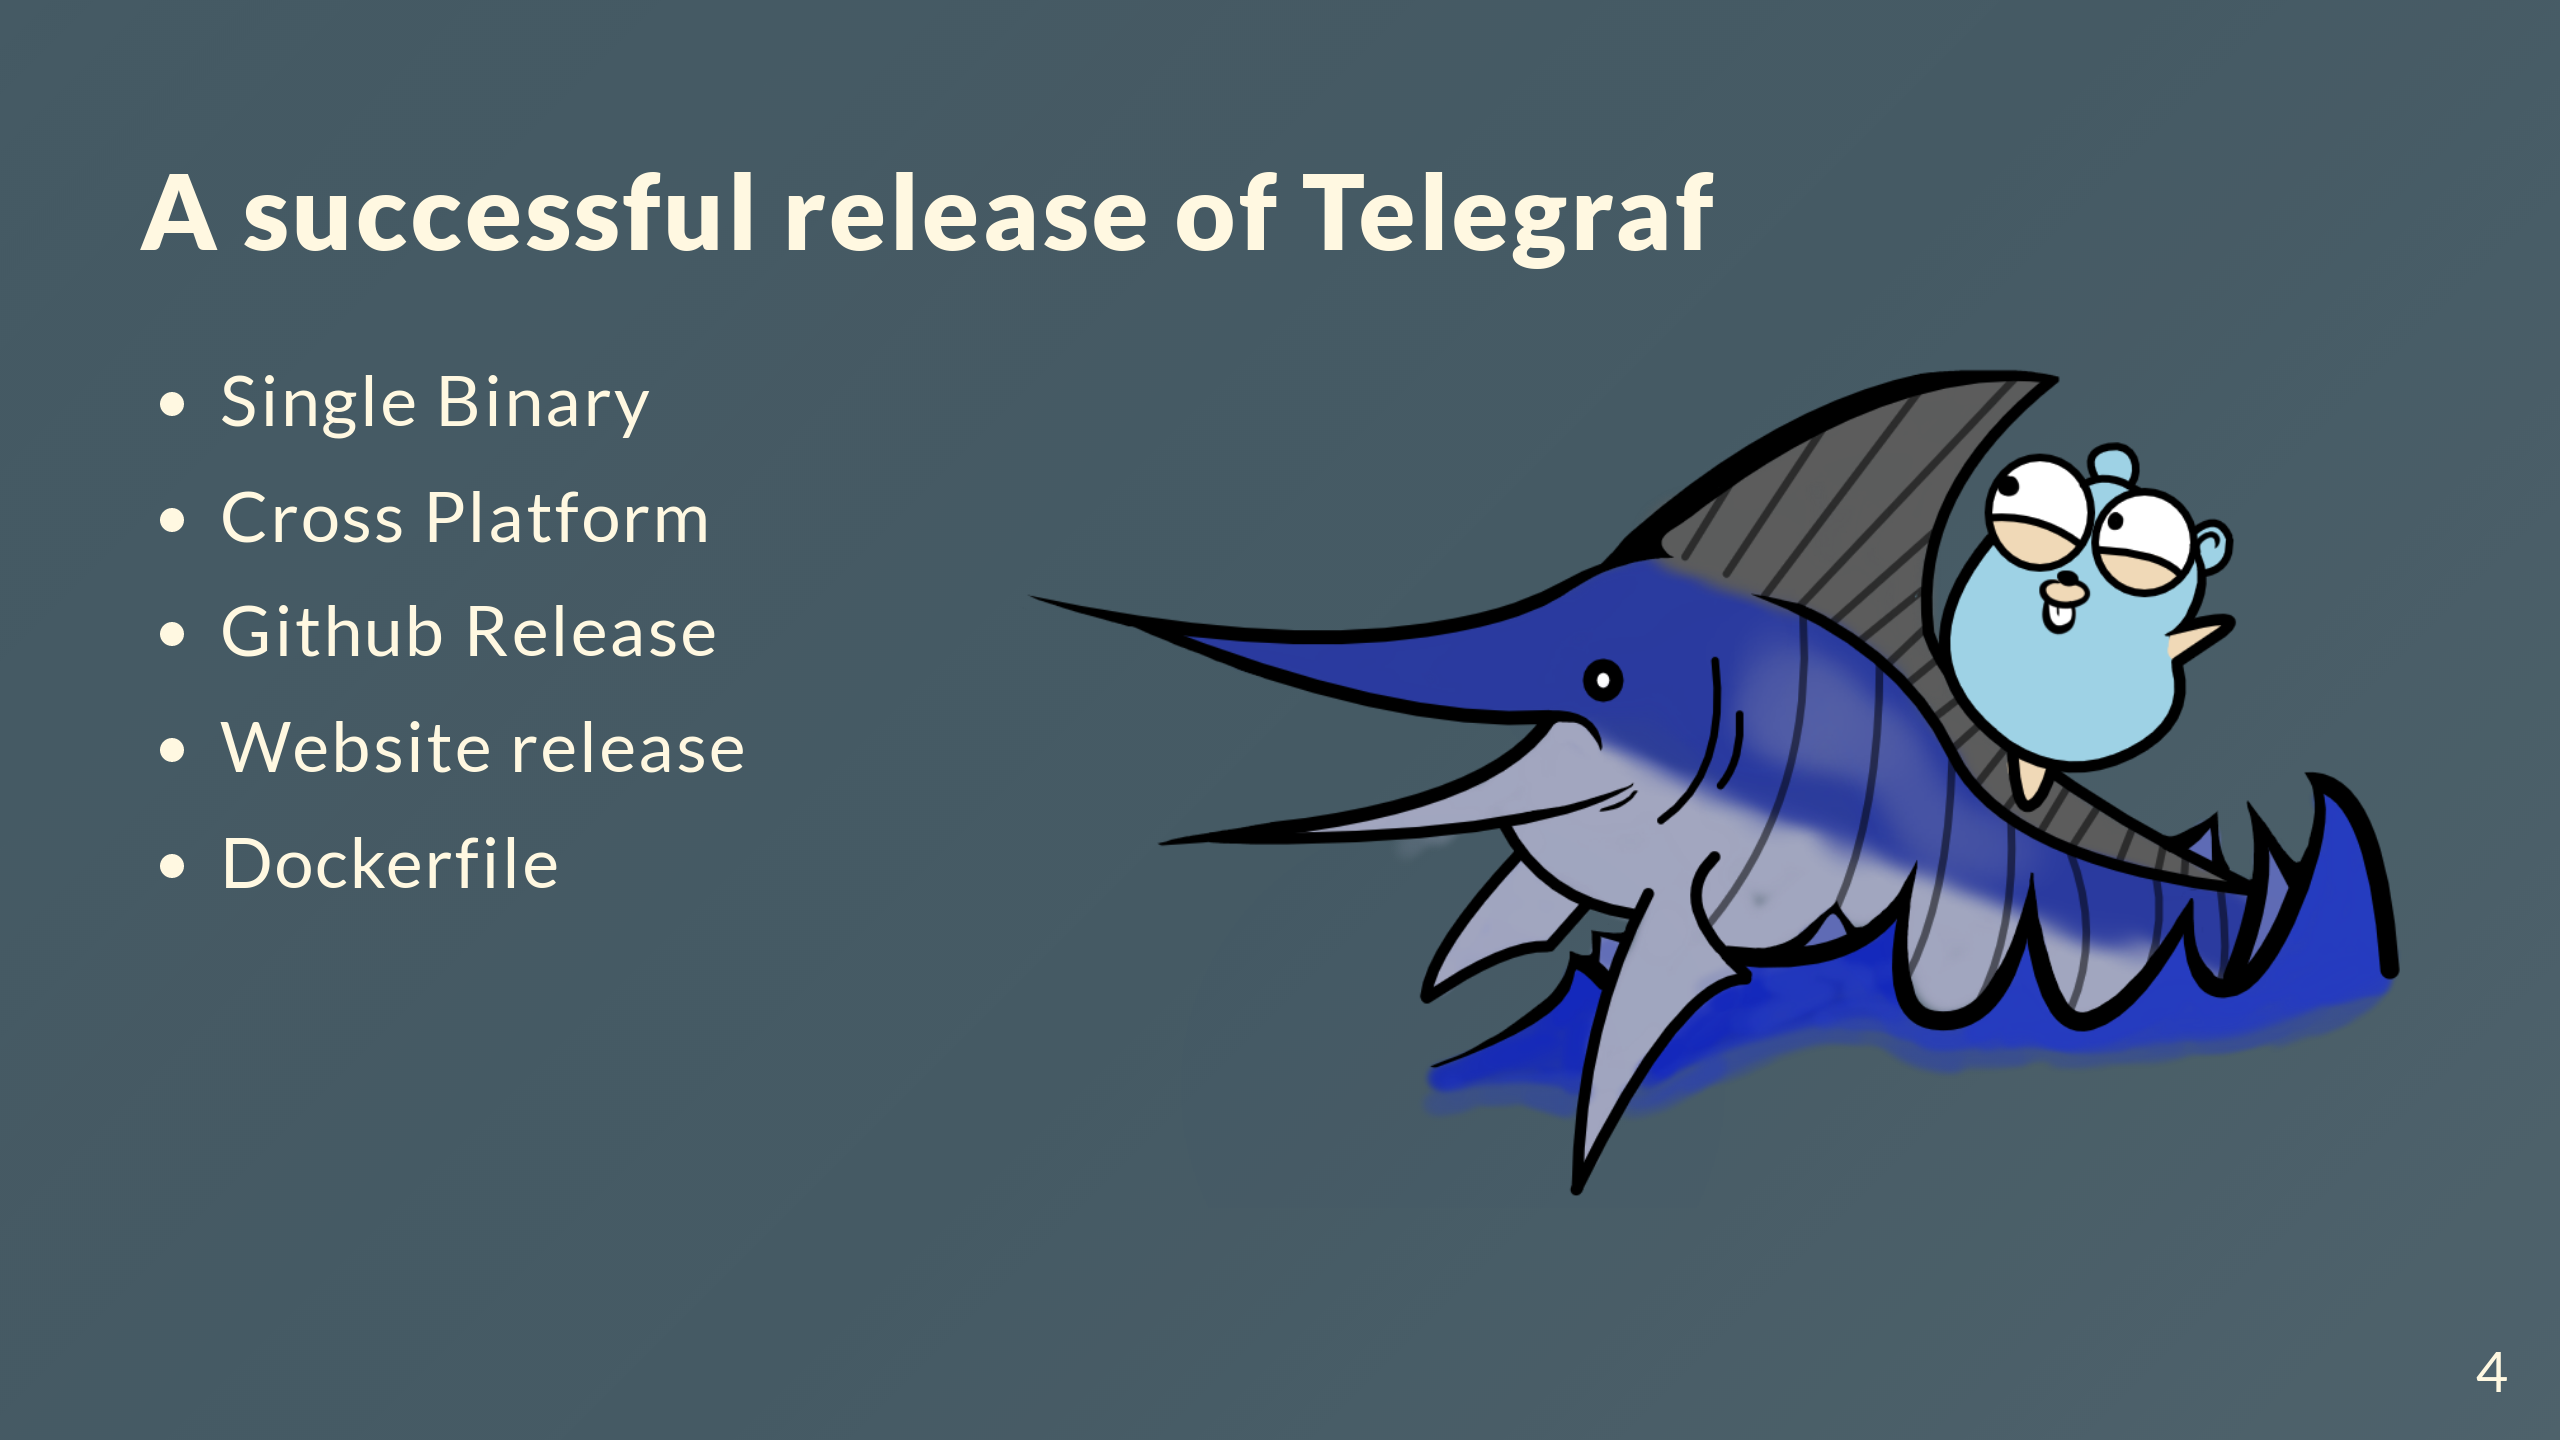 A successful release of Telegraf
Single Binary
Cross Platform
Github Release
Website release
Dockerfile
4